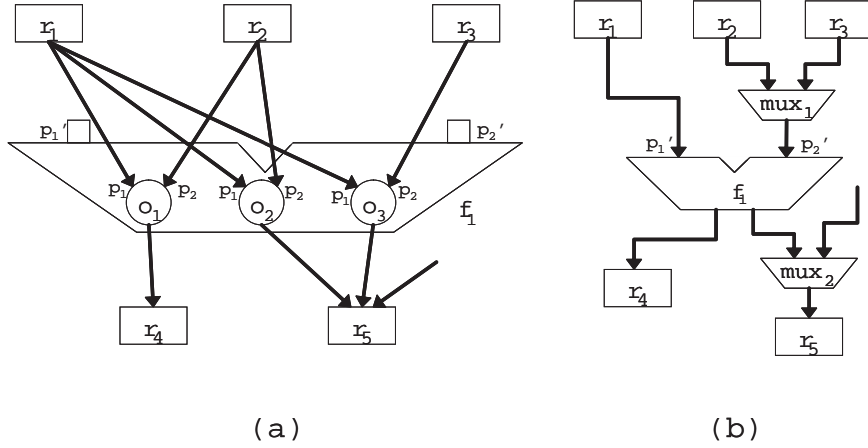 r₁ r₂ r₃
p₁′ p₂′
p₁ p₂ p₁ p₂ p₁ p₂
o₁ o₂ o₃ f₁
r₄ r₅
(a)
r₁ r₂ r₃
mux₁
p₁′ p₂′
f₁
mux₂
r₄
r₅
(b)